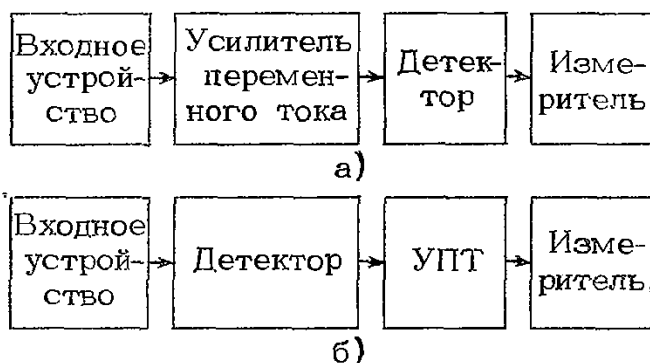 Входное
устрой-
ство
Усилитель
перемен-
ного тока
Детек-
тор
Изме-
ритель
а)
Входное
устрой-
ство
Детектор
УПТ
Изме-
ритель.
б)